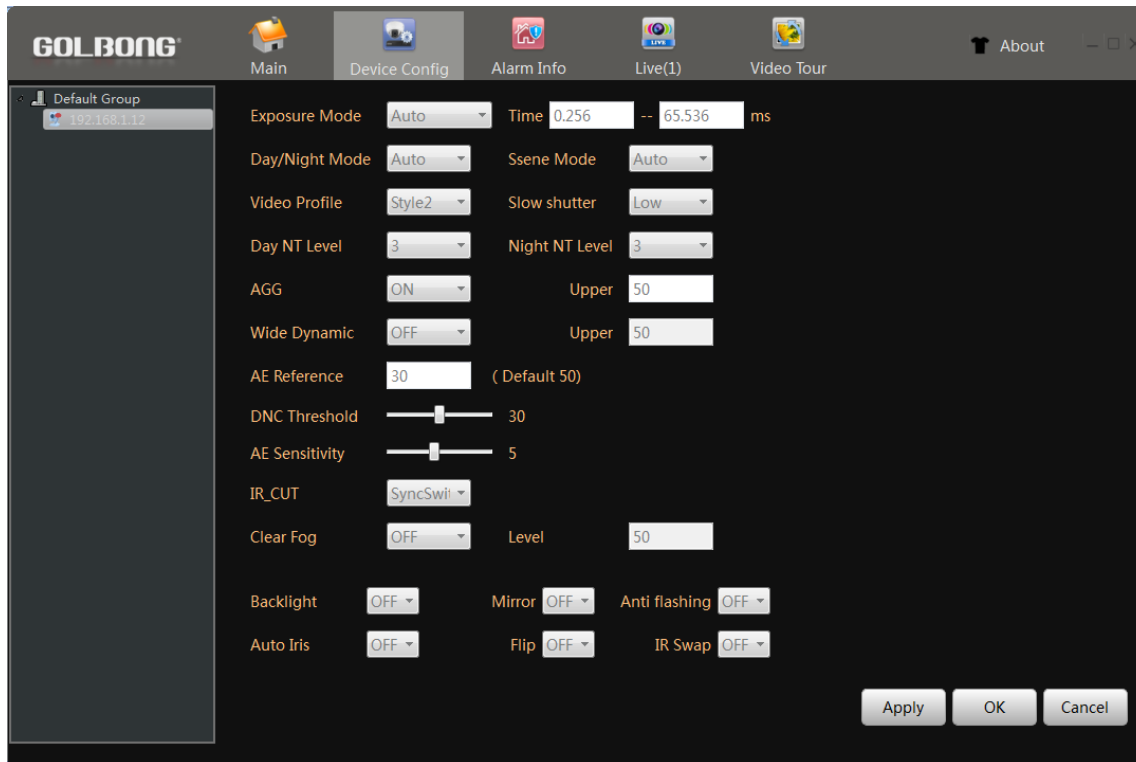 GOLBONG
Main
Device Config
Alarm Info
LIVE
Live(1)
Video Tour
About
Default Group
192.168.1.12
Exposure Mode Auto Time 0.256 -- 65.536 ms
Day/Night Mode Auto Ssene Mode Auto
Video Profile Style2 Slow shutter Low
Day NT Level 3 Night NT Level 3
AGG ON Upper 50
Wide Dynamic OFF Upper 50
AE Reference 30 ( Default 50)
DNC Threshold 30
AE Sensitivity 5
IR_CUT SyncSwit
Clear Fog OFF Level 50
Backlight OFF Mirror OFF Anti flashing OFF
Auto Iris OFF Flip OFF IR Swap OFF
Apply OK Cancel